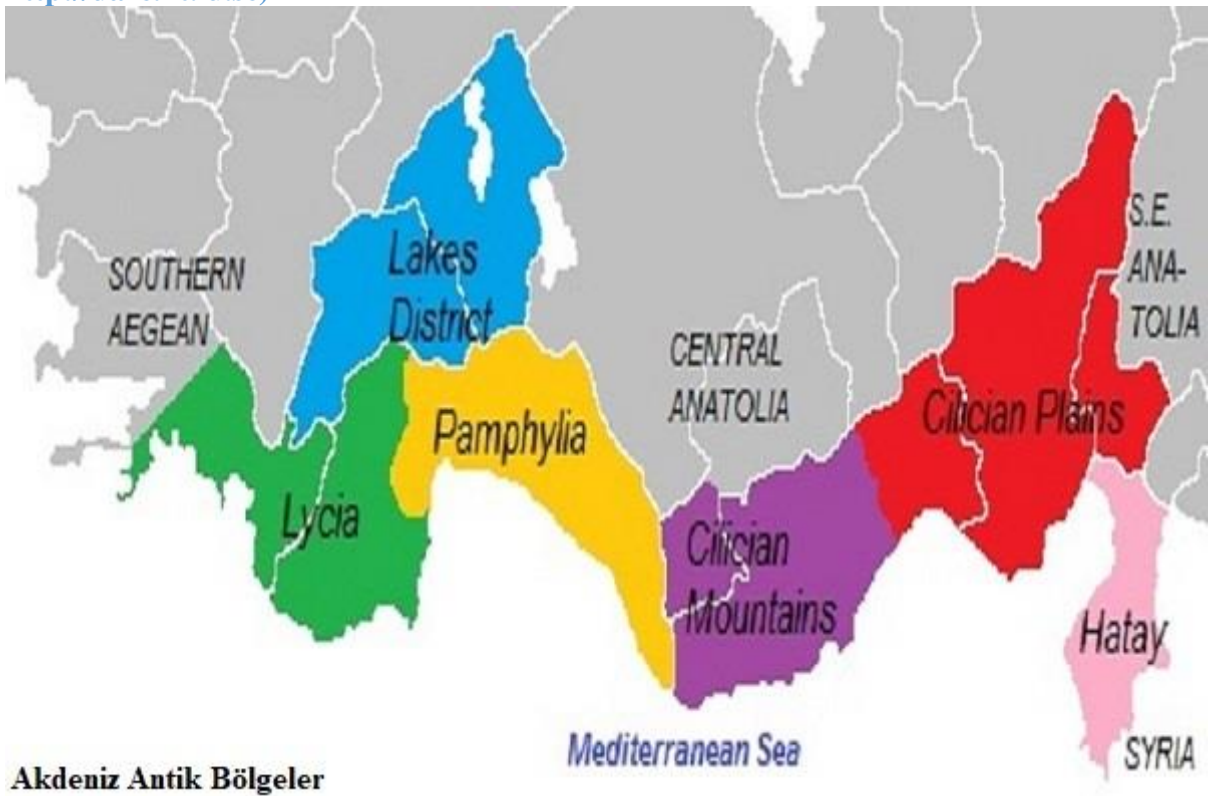 SOUTHERN
AEGEAN
Lakes
District
Lycia
Pamphylia
CENTRAL
ANATOLIA
Cilician
Mountains
Cilician Plains
S.E.
ANA-
TOLIA
Hatay
SYRIA
Mediterranean Sea
Akdeniz Antik Bölgeler